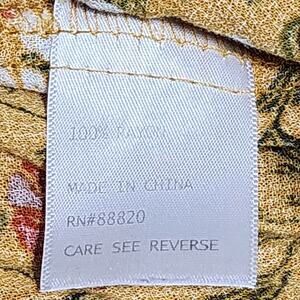 100% RAYON
MADE IN CHINA
RN#88820
CARE SEE REVERSE